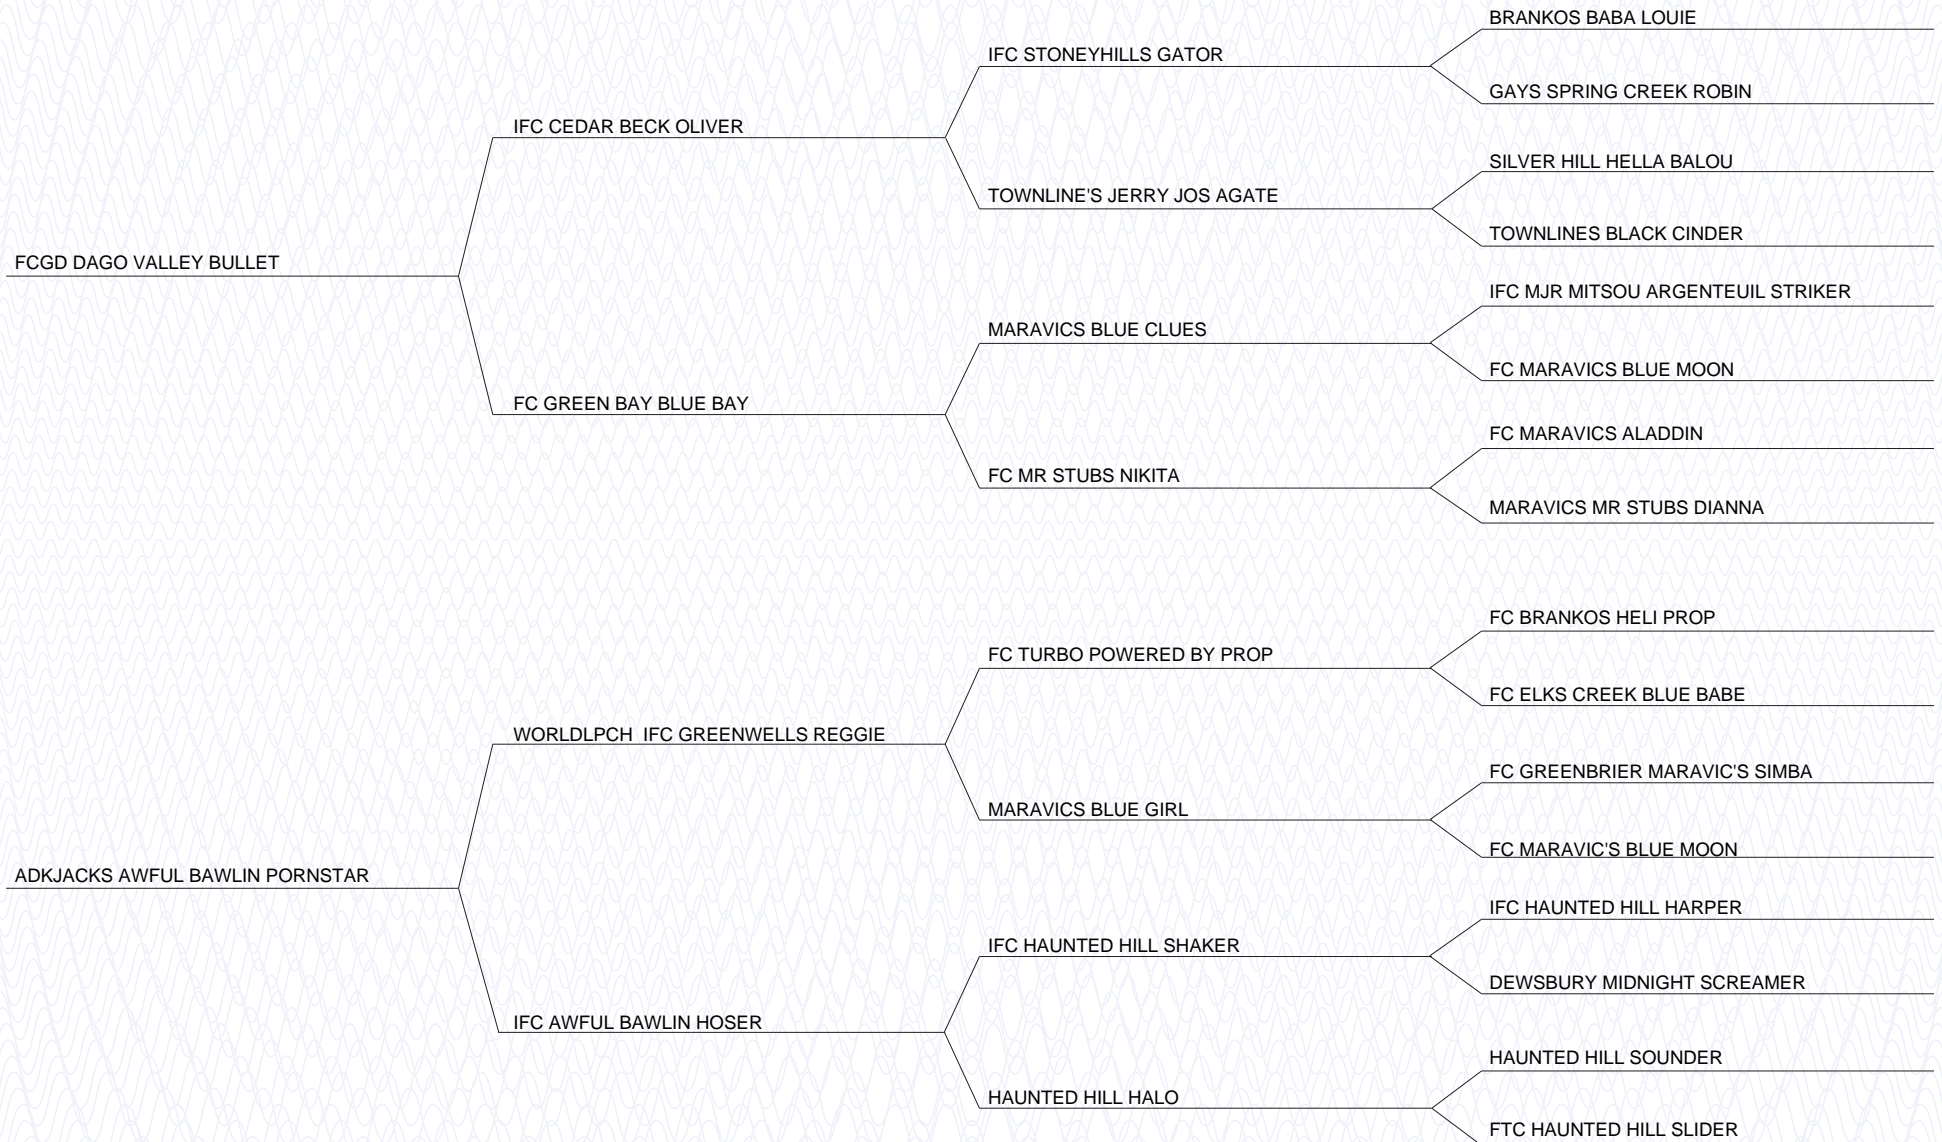 BRANKOS BABA LOUIE
IFC STONEYHILLS GATOR
GAYS SPRING CREEK ROBIN
IFC CEDAR BECK OLIVER
SILVER HILL HELLA BALOU
TOWNLINE'S JERRY JOS AGATE
TOWNLINES BLACK CINDER
FCGD DAGO VALLEY BULLET
IFC MJR MITSOU ARGENTEUIL STRIKER
MARAVICS BLUE CLUES
FC MARAVICS BLUE MOON
FC GREEN BAY BLUE BAY
FC MARAVICS ALADDIN
FC MR STUBS NIKITA
MARAVICS MR STUBS DIANNA
FC BRANKOS HELI PROP
FC TURBO POWERED BY PROP
FC ELKS CREEK BLUE BABE
WORLDLPCH  IFC GREENWELLS REGGIE
FC GREENBRIER MARAVIC'S SIMBA
MARAVICS BLUE GIRL
FC MARAVIC'S BLUE MOON
ADKJACKS AWFUL BAWLIN PORNSTAR
IFC HAUNTED HILL HARPER
IFC HAUNTED HILL SHAKER
DEWSBURY MIDNIGHT SCREAMER
IFC AWFUL BAWLIN HOSER
HAUNTED HILL SOUNDER
HAUNTED HILL HALO
FTC HAUNTED HILL SLIDER